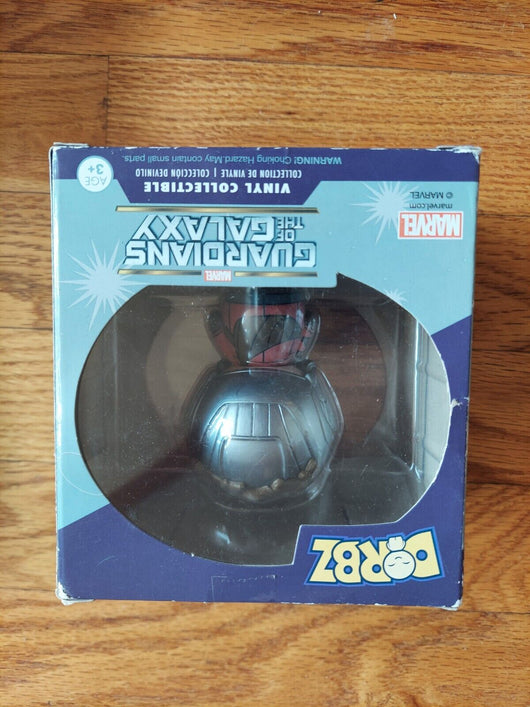 DORBZ
MARVEL
GUARDIANS
OF THE
GALAXY
VINYL COLLECTIBLE
COLLECTION DE VINYLE | COLECCIÓN DEVINILO
WARNING! Choking Hazard. May contain small parts.
AGE
3+
MARVEL
marvel.com
© MARVEL